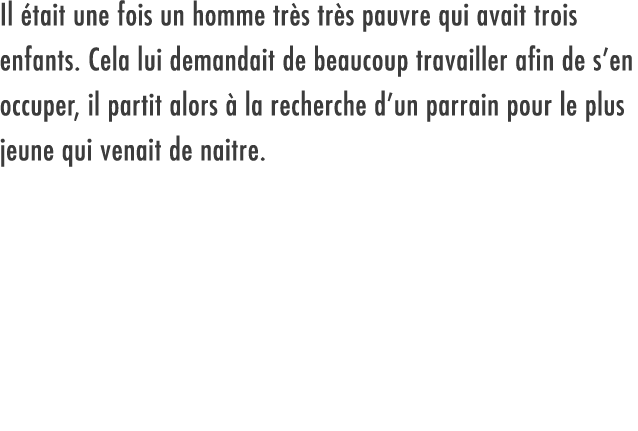 Il était une fois un homme très très pauvre qui avait trois
enfants. Cela lui demandait de beaucoup travailler afin de s’en
occuper, il partit alors à la recherche d’un parrain pour le plus
jeune qui venait de naitre.